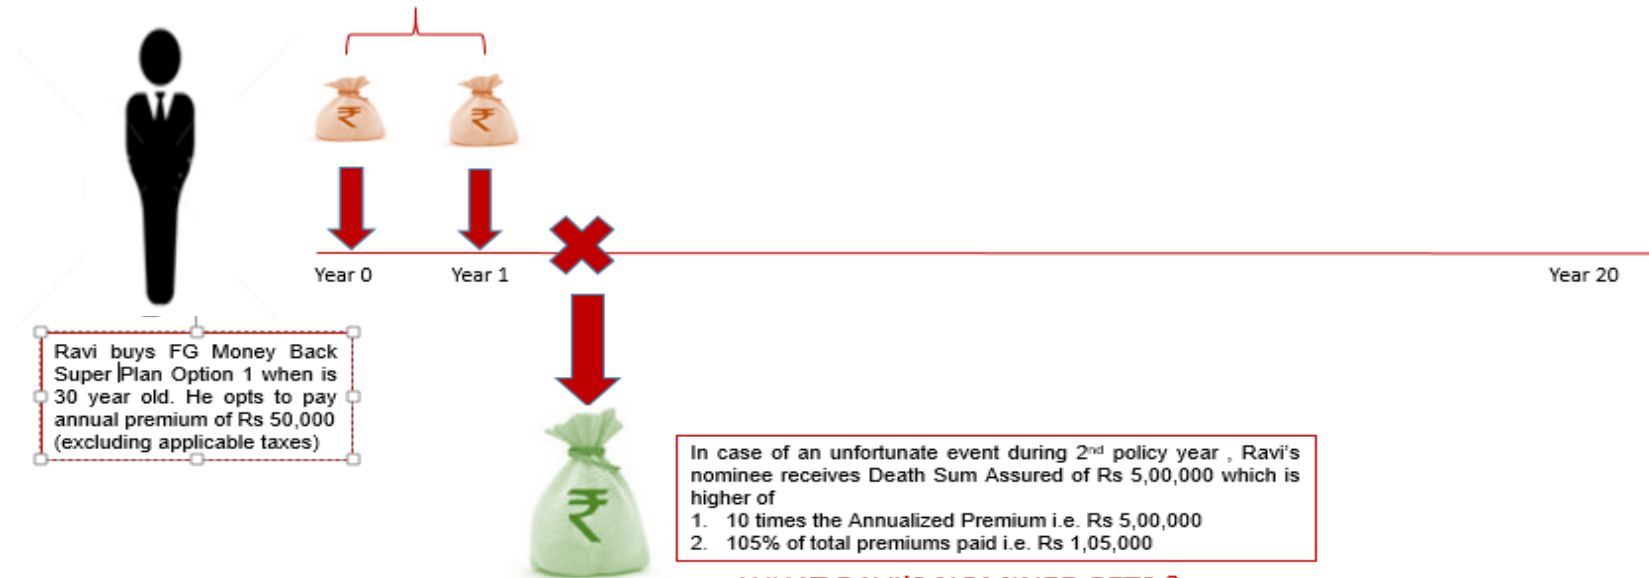 ₹ ₹
Year 0 Year 1 Year 20
Ravi buys FG Money Back
Super Plan Option 1 when is
30 year old. He opts to pay
annual premium of Rs 50,000
(excluding applicable taxes)
₹
In case of an unfortunate event during 2nd policy year , Ravi's
nominee receives Death Sum Assured of Rs 5,00,000 which is
higher of
1. 10 times the Annualized Premium i.e. Rs 5,00,000
2. 105% of total premiums paid i.e. Rs 1,05,000